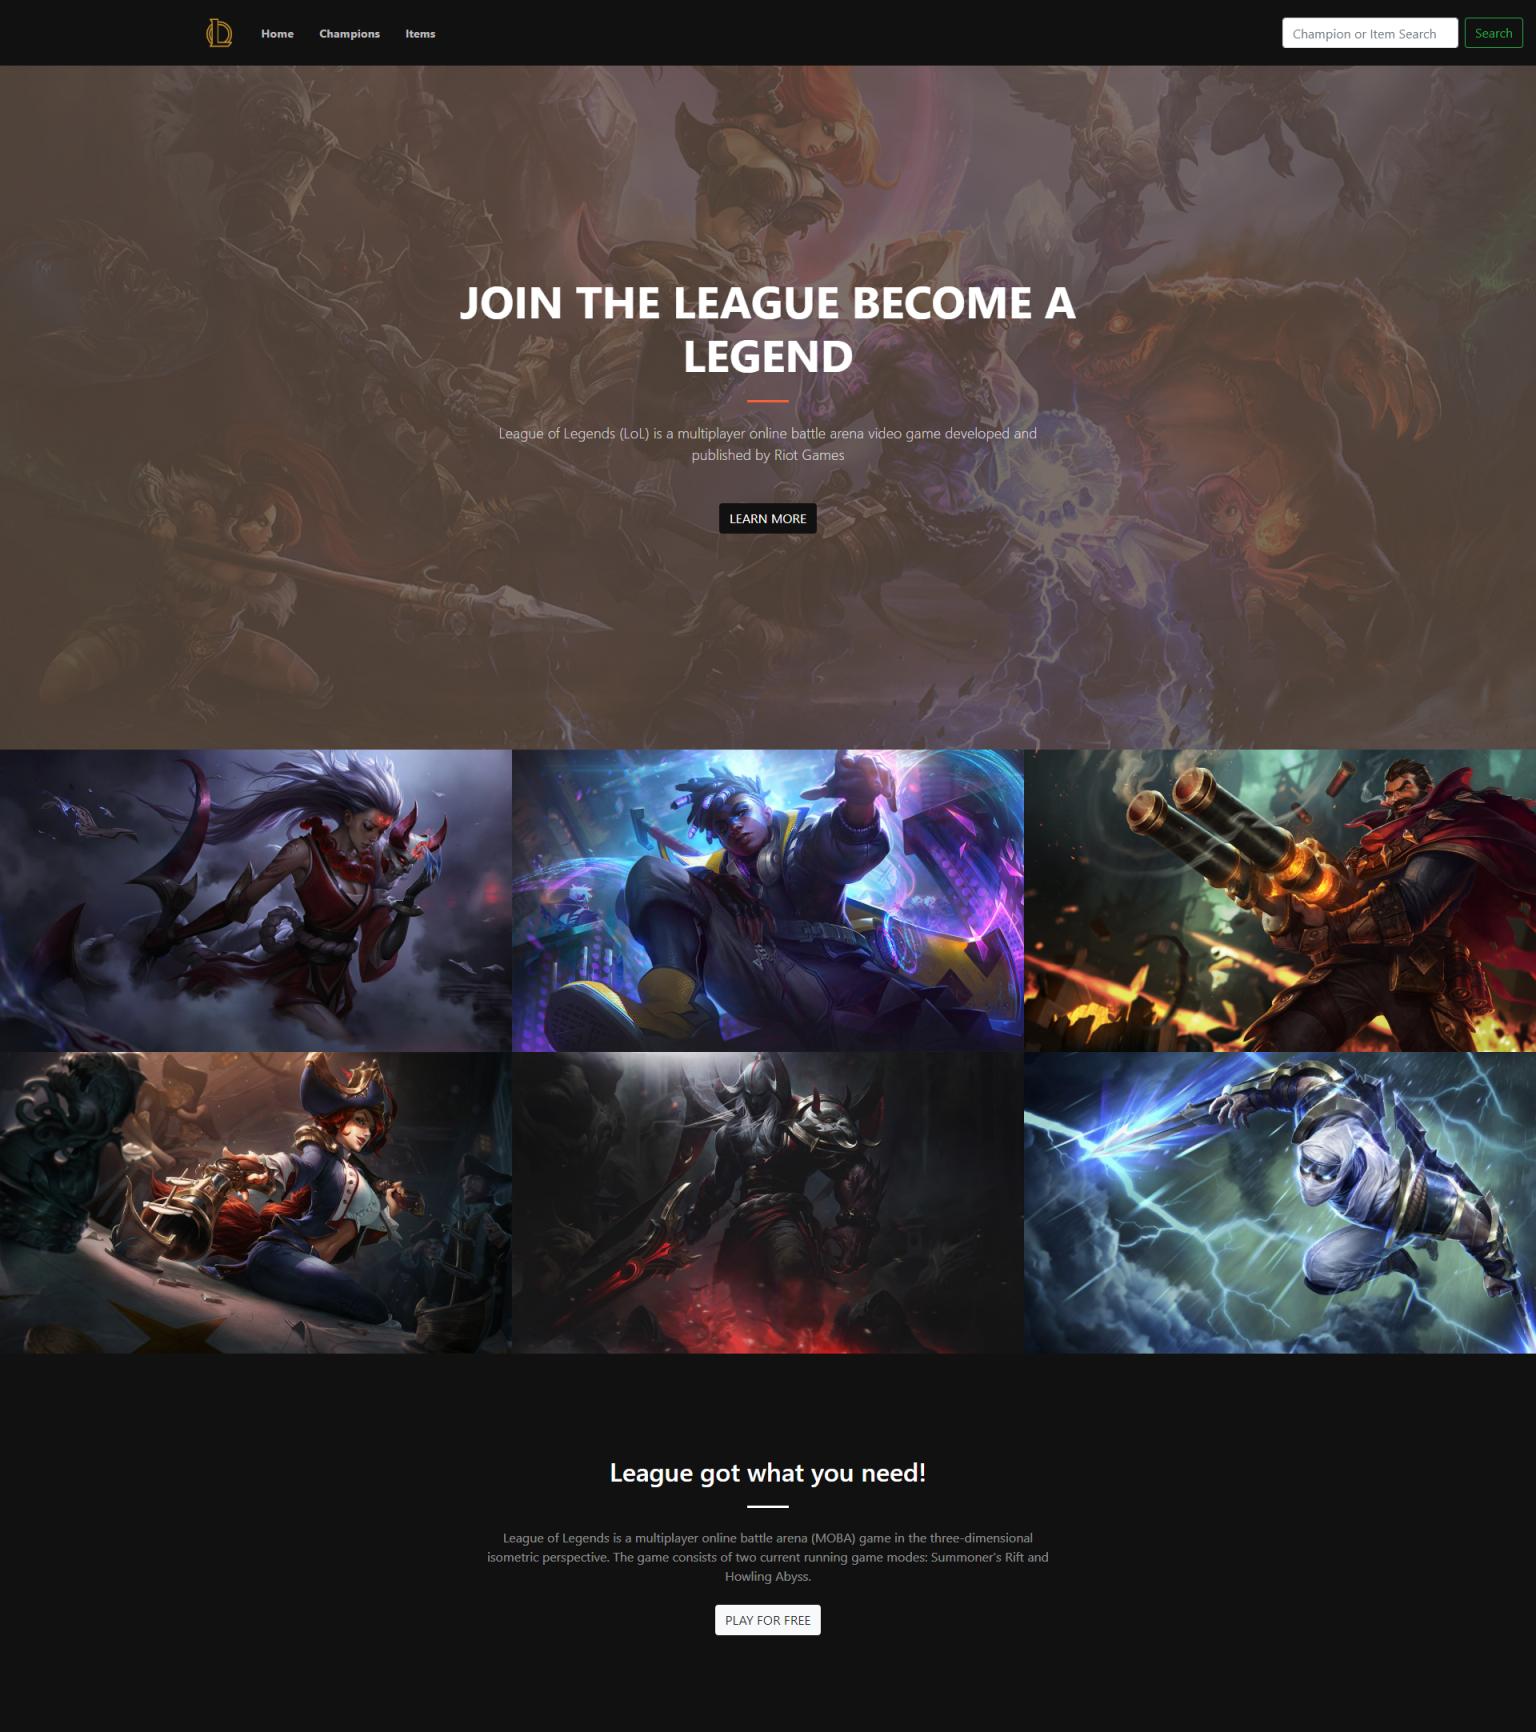 Home Champions Items Champion or Item Search Search
JOIN THE LEAGUE BECOME A
LEGEND
League of Legends (LoL) is a multiplayer online battle arena video game developed and
published by Riot Games
LEARN MORE
League got what you need!
League of Legends is a multiplayer online battle arena (MOBA) game in the three-dimensional
isometric perspective. The game consists of two current running game modes: Summoner's Rift and
Howling Abyss.
PLAY FOR FREE